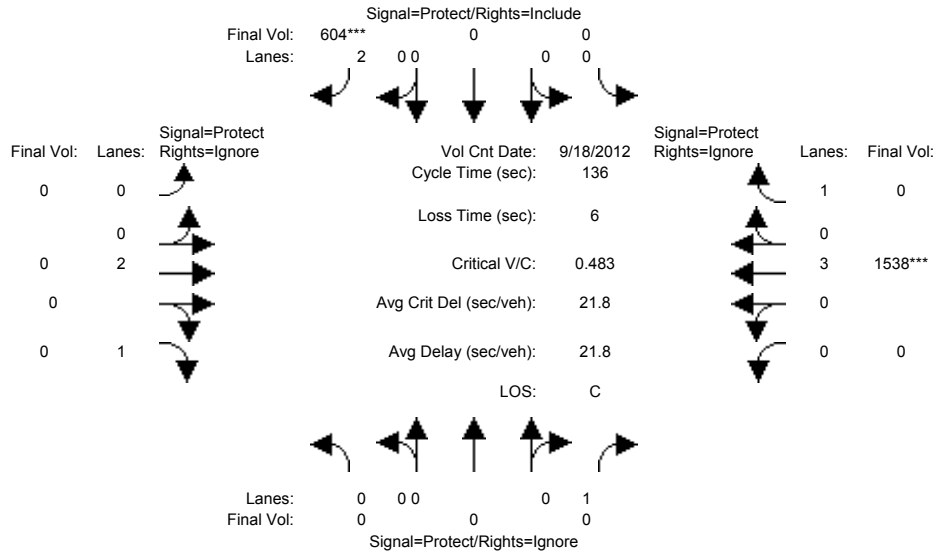 Signal=Protect/Rights=Include
Final Vol: 604*** 0 0
Lanes: 2 0 0 0 0
Signal=Protect Signal=Protect
Final Vol: Lanes: Rights=Ignore Vol Cnt Date: 9/18/2012 Rights=Ignore Lanes: Final Vol:
Cycle Time (sec): 136
0 0 1 0
Loss Time (sec): 6
0 0
0 2 Critical V/C: 0.483 3 1538***
0 Avg Crit Del (sec/veh): 21.8 0
0 1 Avg Delay (sec/veh): 21.8 0 0
LOS: C
Lanes: 0 0 0 0 1
Final Vol: 0 0 0
Signal=Protect/Rights=Ignore